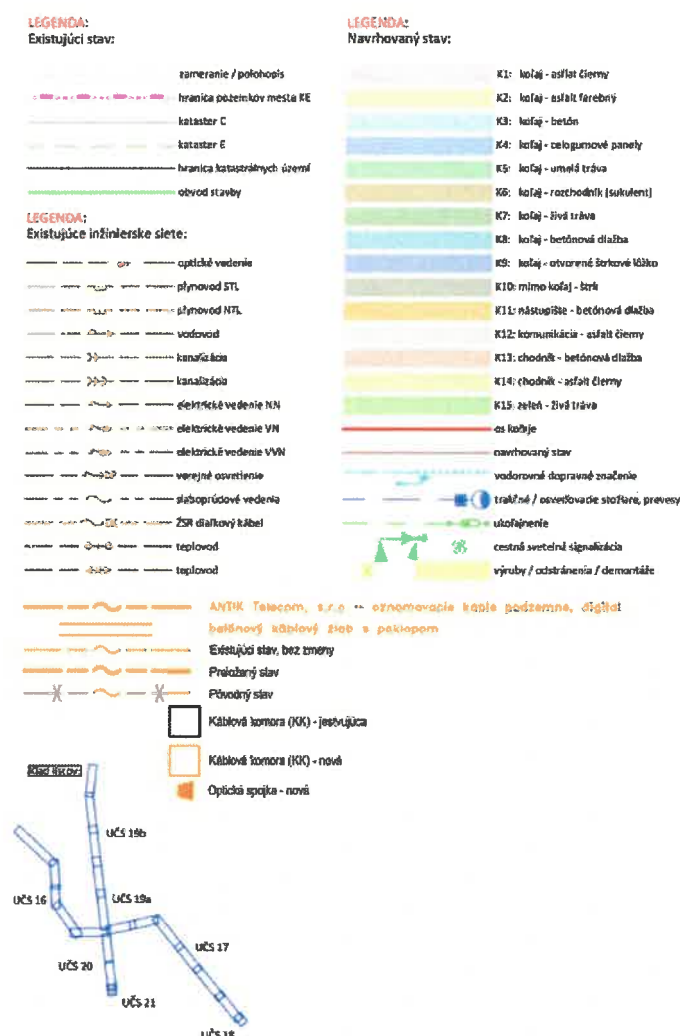 LEGENDA:
Existujúci stav:
zameranie / polohopis
hranica pozemkov mesta KE
kataster C
kataster E
hranica katastrálnych území
obvod stavby
LEGENDA:
Existujúce inžinierske siete:
optické vedenie
plynovod STL
plynovod NTL
vodovod
kanalizácia
kanalizácia
elektrické vedenie NN
elektrické vedenie VN
elektrické vedenie VVN
verejné osvetlenie
slaboprúdové vedenia
ŽSR diaľkový kábel
teplovod
teplovod
LEGENDA:
Navrhovaný stav:
K1: koľaj - asflat čierny
K2: koľaj - asfalt farebný
K3: koľaj - betón
K4: koľaj - celogumové panely
K5: koľaj - umelá tráva
K6: koľaj - rozchodník (sukulent)
K7: koľaj - živá tráva
K8: koľaj - betónová dlažba
K9: koľaj - otvorené štrkové lôžko
K10: mimo koľaj - štrk
K11: nástupište - betónová dlažba
K12: komunikácia - asfalt čierny
K13: chodník - betónová dlažba
K14: chodník - asfalt čierny
K15: zeleň - živá tráva
os koľaje
navrhovaný stav
vodorovné dopravné značenie
trakčné / osvetľovacie stožiare, prevesy
ukoľajnenie
cestná svetelná signalizácia
výruby / odstránenia / demontáže
ANTIK Telecom, s.r.o -- oznamovacie káble podzemne, digital
betónový káblový žľab s poklopom
Existujúci stav, bez zmeny
Preložený stav
Pôvodný stav
Káblová komora (KK) - jestvujúca
Káblová komora (KK) - nová
Optická spojka - nová
Klad listov:
UČS 19b
UČS 16
UČS 19a
UČS 17
UČS 20
UČS 21
UČS 18